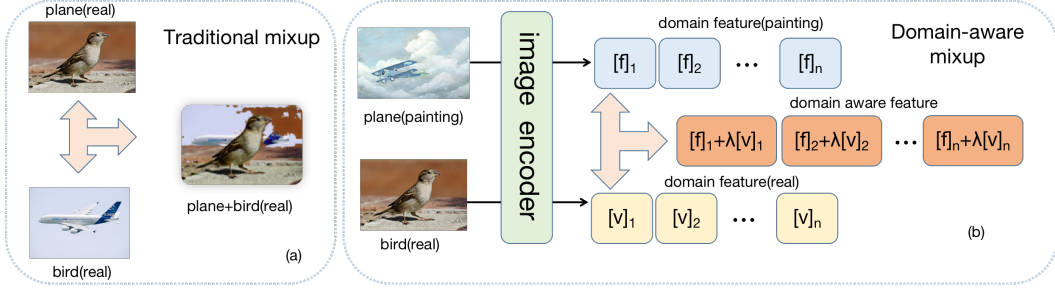 plane(real)
Traditional mixup
plane+bird(real)
bird(real)
(a)
plane(painting)
bird(real)
image encoder
domain feature(painting)
[f]1 [f]2 ••• [f]n
Domain-aware
mixup
domain aware feature
[f]1+λ[v]1 [f]2+λ[v]2 ••• [f]n+λ[v]n
domain feature(real)
[v]1 [v]2 ••• [v]n
(b)